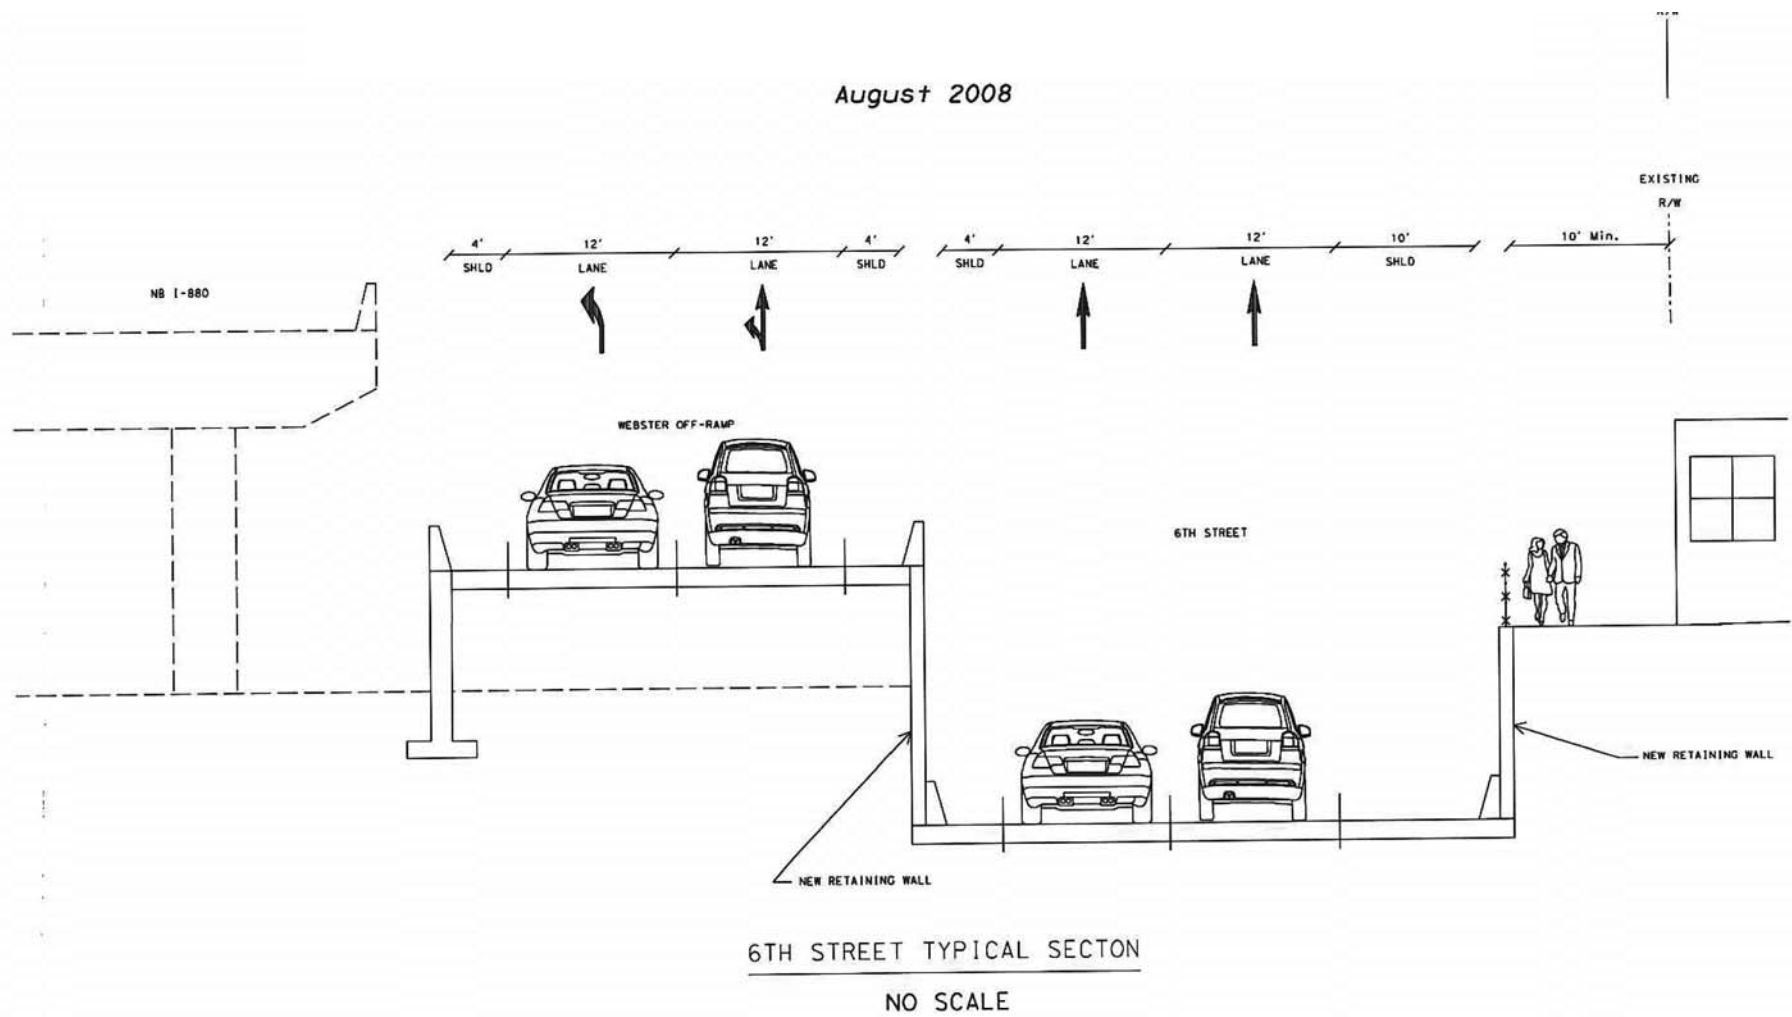 August 2008
EXISTING
R/W
4' 12' 12' 4' 4' 12' 12' 10' 10' Min.
SHLD LANE LANE SHLD SHLD LANE LANE SHLD
NB I-880
WEBSTER OFF-RAMP
6TH STREET
NEW RETAINING WALL
NEW RETAINING WALL
6TH STREET TYPICAL SECTON
NO SCALE